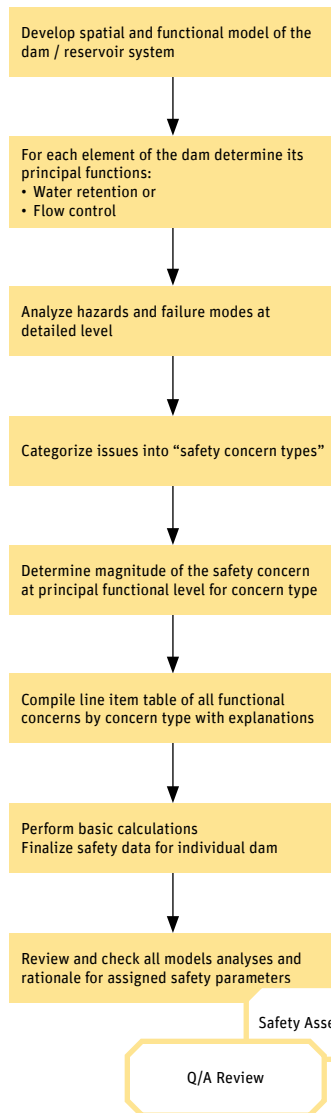 Develop spatial and functional model of the
dam / reservoir system
For each element of the dam determine its
principal functions:
• Water retention or
• Flow control
Analyze hazards and failure modes at
detailed level
Categorize issues into “safety concern types”
Determine magnitude of the safety concern
at principal functional level for concern type
Compile line item table of all functional
concerns by concern type with explanations
Perform basic calculations
Finalize safety data for individual dam
Review and check all models analyses and
rationale for assigned safety parameters
Safety Asse
Q/A Review